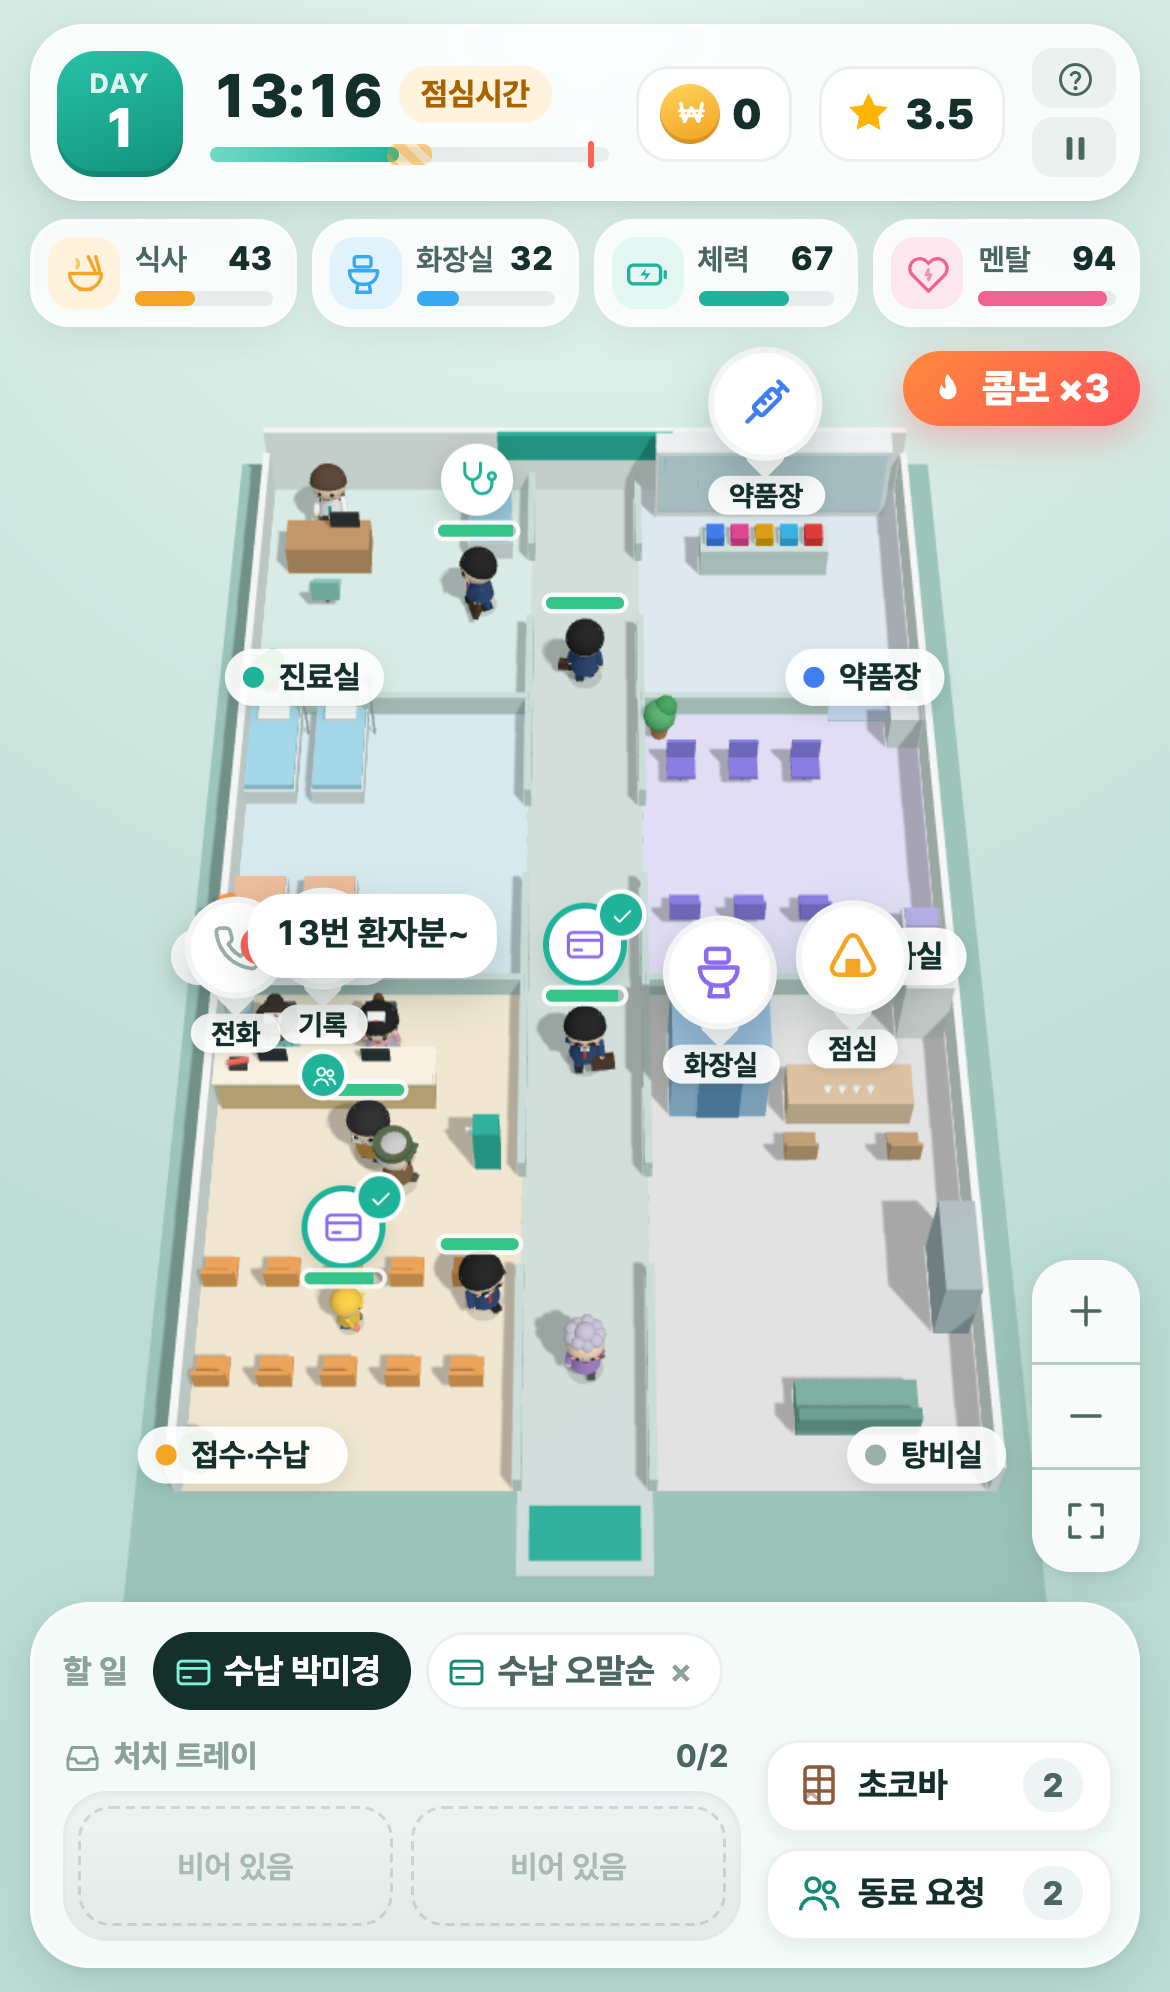 DAY
1
13:16
점심시간
₩ 0
3.5
식사 43
화장실 32
체력 67
멘탈 94
콤보 ×3
약품장
진료실
약품장
13번 환자분~
전화
기록
화장실
점심
접수·수납
탕비실
할 일
수납 박미경
수납 오말순 ×
처치 트레이 0/2
비어 있음
비어 있음
초코바 2
동료 요청 2